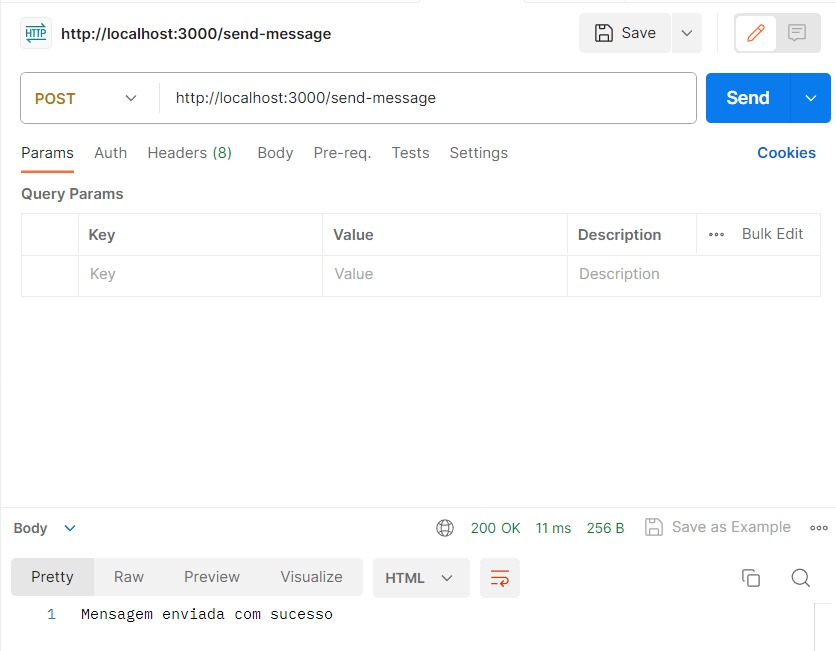 HTTP http://localhost:3000/send-message Save
POST http://localhost:3000/send-message Send
Params Auth Headers (8) Body Pre-req. Tests Settings Cookies
Query Params
Key Value Description ••• Bulk Edit
Key Value Description
Body 200 OK 11 ms 256 B Save as Example
Pretty Raw Preview Visualize HTML
1 Mensagem enviada com sucesso